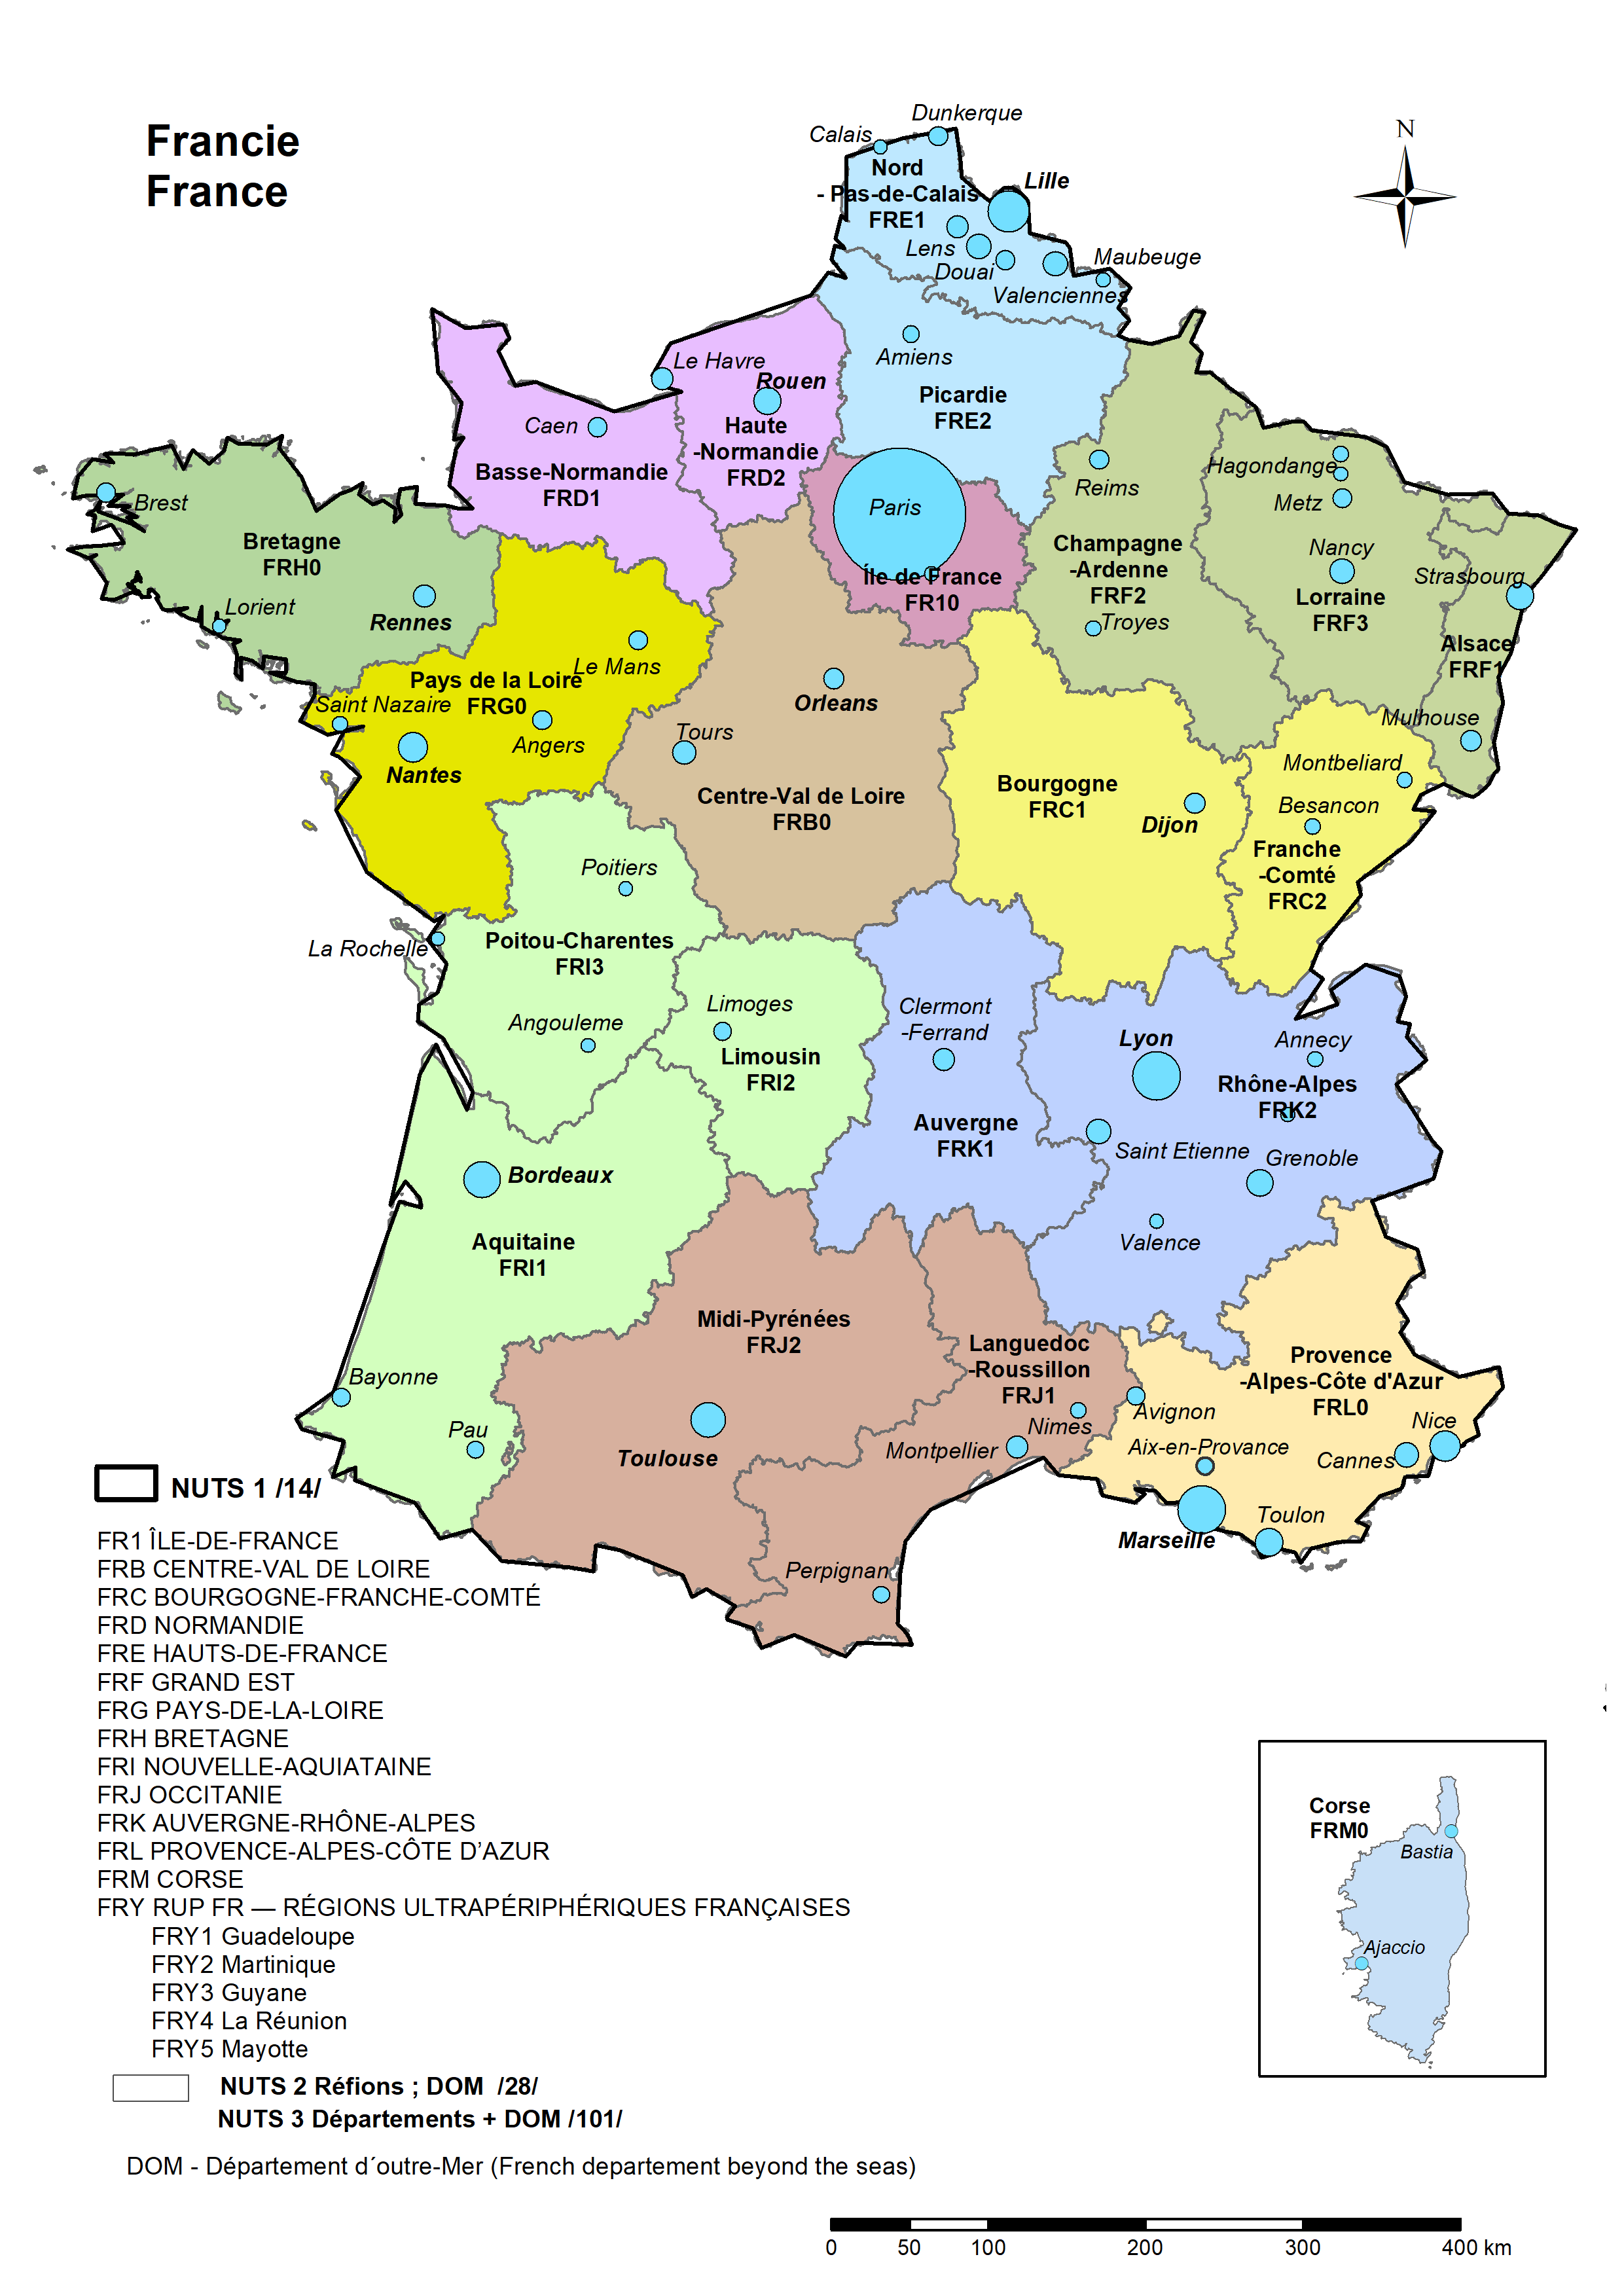 Francie
France
N
Dunkerque
Calais
Nord
- Pas-de-Calais
FRE1
Lille
Lens
Douai
Maubeuge
Valenciennes
Amiens
Picardie
FRE2
Le Havre
Rouen
Haute
-Normandie
FRD2
Caen
Basse-Normandie
FRD1
Brest
Bretagne
FRH0
Lorient
Rennes
Paris
Île de France
FR10
Reims
Champagne
-Ardenne
FRF2
Troyes
Hagondange
Metz
Nancy
Lorraine
FRF3
Strasbourg
Alsace
FRF1
Mulhouse
Le Mans
Pays de la Loire
FRG0
Saint Nazaire
Angers
Nantes
Orleans
Tours
Centre-Val de Loire
FRB0
Bourgogne
FRC1
Dijon
Montbeliard
Besancon
Franche
-Comté
FRC2
Poitiers
La Rochelle
Poitou-Charentes
FRI3
Angouleme
Limoges
Limousin
FRI2
Clermont
-Ferrand
Auvergne
FRK1
Lyon
Annecy
Rhône-Alpes
FRK2
Saint Etienne
Grenoble
Valence
Bordeaux
Aquitaine
FRI1
Bayonne
Pau
Midi-Pyrénées
FRJ2
Toulouse
Languedoc
-Roussillon
FRJ1
Nimes
Montpellier
Perpignan
Provence
-Alpes-Côte d'Azur
FRL0
Avignon
Aix-en-Provance
Nice
Cannes
Marseille
Toulon
NUTS 1 /14/
FR1 ÎLE-DE-FRANCE
FRB CENTRE-VAL DE LOIRE
FRC BOURGOGNE-FRANCHE-COMTÉ
FRD NORMANDIE
FRE HAUTS-DE-FRANCE
FRF GRAND EST
FRG PAYS-DE-LA-LOIRE
FRH BRETAGNE
FRI NOUVELLE-AQUIATAINE
FRJ OCCITANIE
FRK AUVERGNE-RHÔNE-ALPES
FRL PROVENCE-ALPES-CÔTE D’AZUR
FRM CORSE
FRY RUP FR — RÉGIONS ULTRAPÉRIPHÉRIQUES FRANÇAISES
FRY1 Guadeloupe
FRY2 Martinique
FRY3 Guyane
FRY4 La Réunion
FRY5 Mayotte
NUTS 2 Réfions ; DOM /28/
NUTS 3 Départements + DOM /101/
DOM - Département d´outre-Mer (French departement beyond the seas)
Corse
FRM0
Bastia
Ajaccio
0 50 100 200 300 400 km